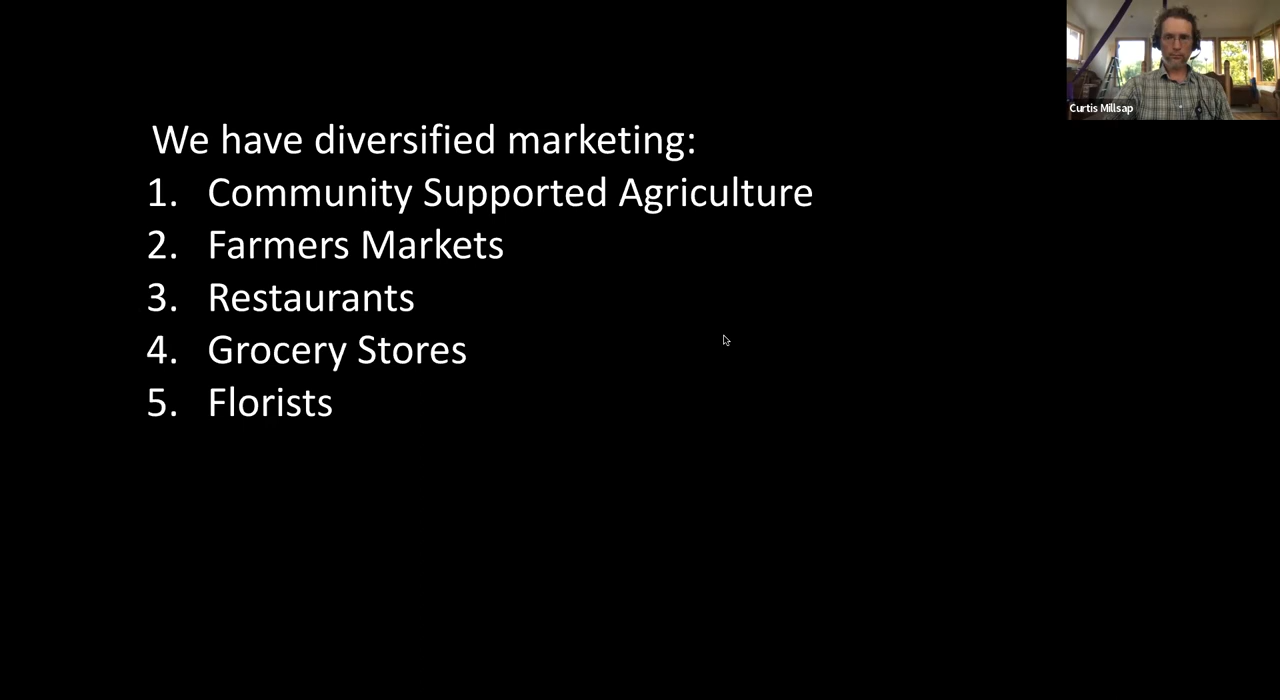 We have diversified marketing:
1. Community Supported Agriculture
2. Farmers Markets
3. Restaurants
4. Grocery Stores
5. Florists
Curtis Millsap